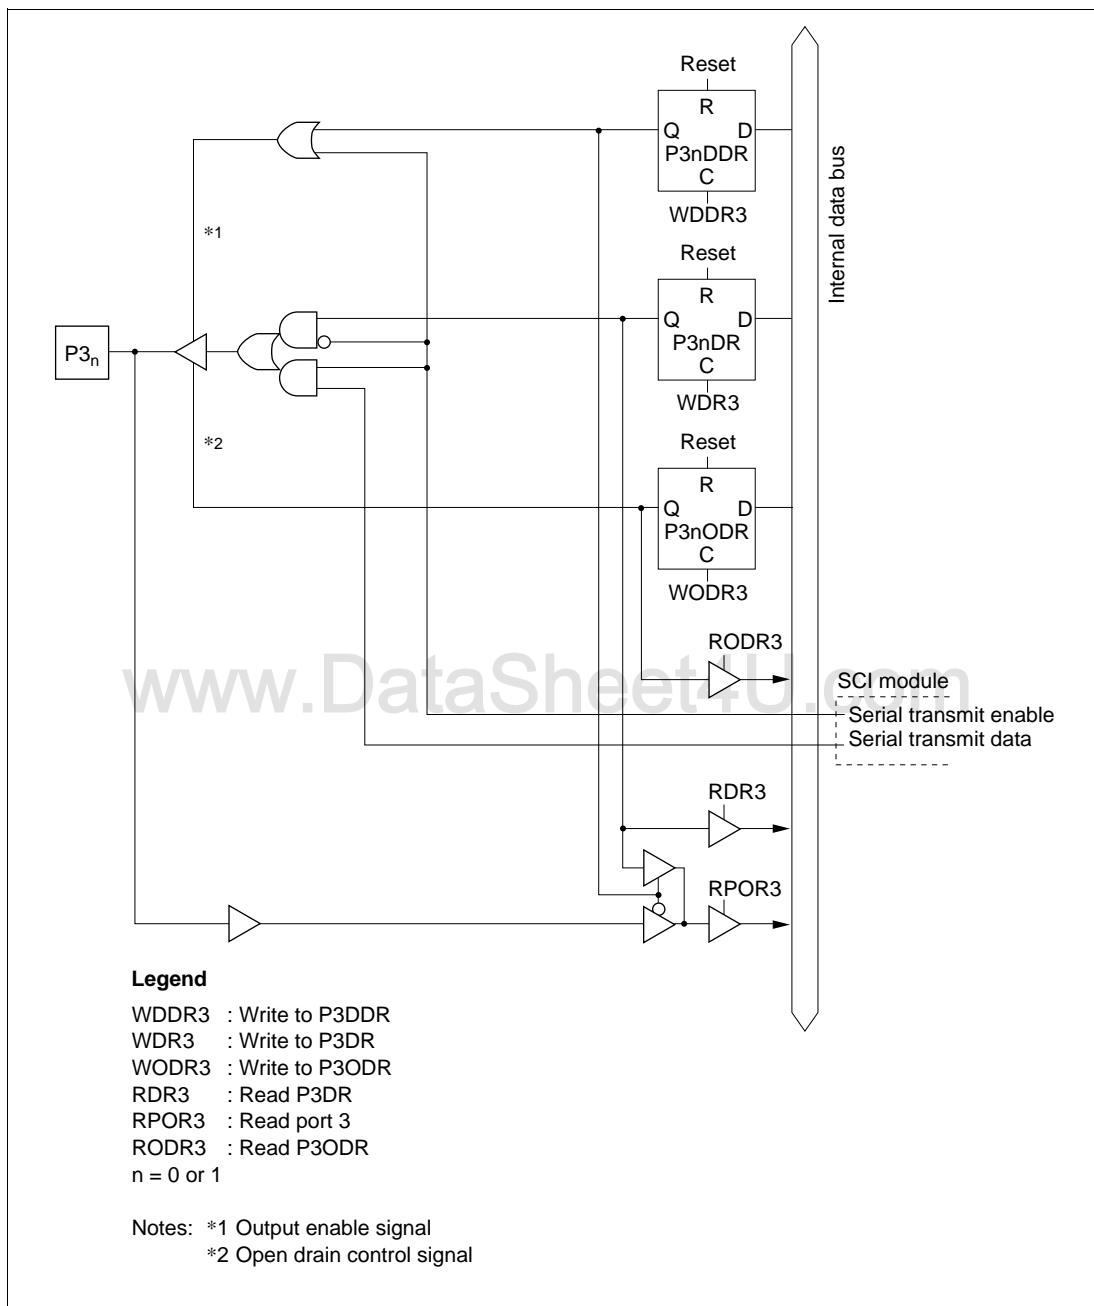 Reset
R
Q D
P3nDDR
C
WDDR3
Internal data bus
*1
Reset
R
Q D
P3nDR
C
WDR3
P3n
*2
Reset
R
Q D
P3nODR
C
WODR3
RODR3
www.DataSheet4U.com
SCI module
Serial transmit enable
Serial transmit data
RDR3
RPOR3
Legend
WDDR3 : Write to P3DDR
WDR3 : Write to P3DR
WODR3 : Write to P3ODR
RDR3 : Read P3DR
RPOR3 : Read port 3
RODR3 : Read P3ODR
n = 0 or 1
Notes: *1 Output enable signal
*2 Open drain control signal